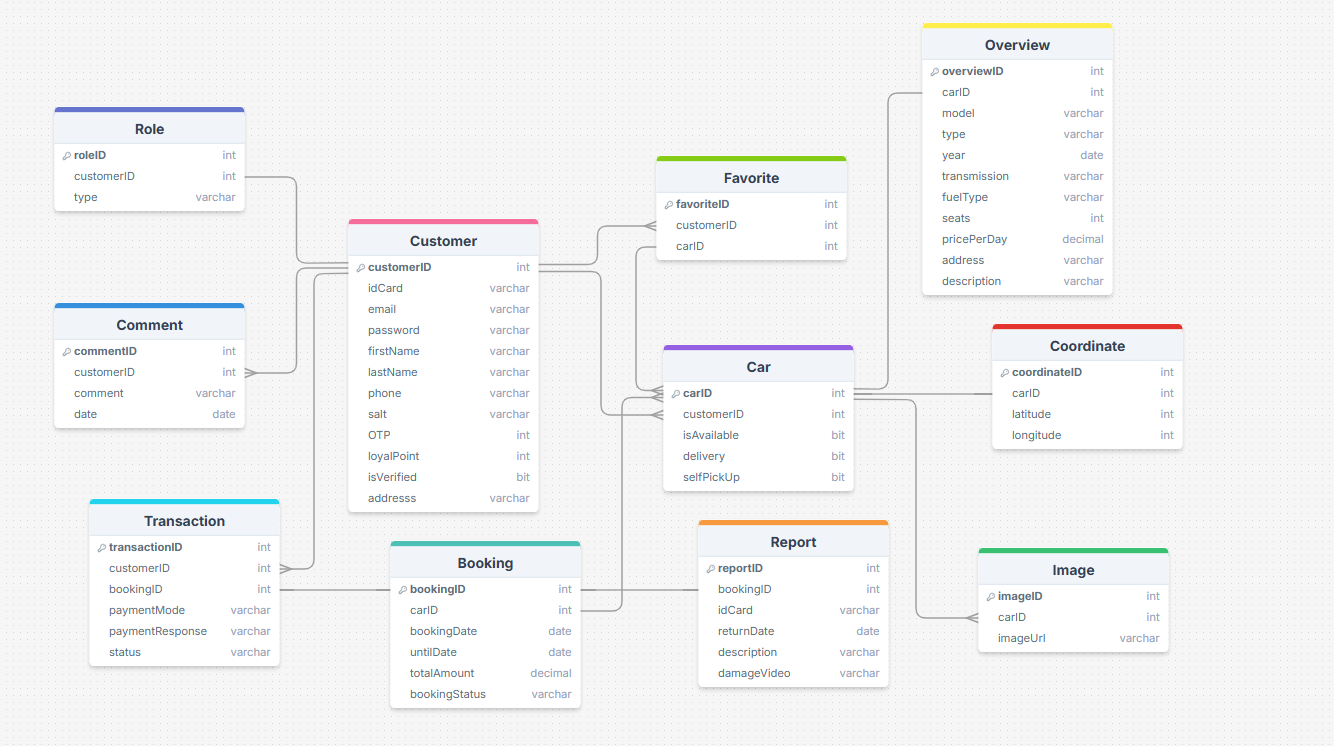 Overview
overviewID int
carID int
model varchar
type varchar
year date
transmission varchar
fuelType varchar
seats int
pricePerDay decimal
address varchar
description varchar
Role
roleID int
customerID int
type varchar
Favorite
favoriteID int
customerID int
carID int
Customer
customerID int
idCard varchar
email varchar
password varchar
firstName varchar
lastName varchar
phone varchar
salt varchar
OTP int
loyalPoint int
isVerified bit
addresss varchar
Comment
commentID int
customerID int
comment varchar
date date
Car
carID int
customerID int
isAvailable bit
delivery bit
selfPickUp bit
Coordinate
coordinateID int
carID int
latitude int
longitude int
Transaction
transactionID int
customerID int
bookingID int
paymentMode varchar
paymentResponse varchar
status varchar
Booking
bookingID int
carID int
bookingDate date
untilDate date
totalAmount decimal
bookingStatus varchar
Report
reportID int
bookingID int
idCard varchar
returnDate date
description varchar
damageVideo varchar
Image
imageID int
carID int
imageUrl varchar